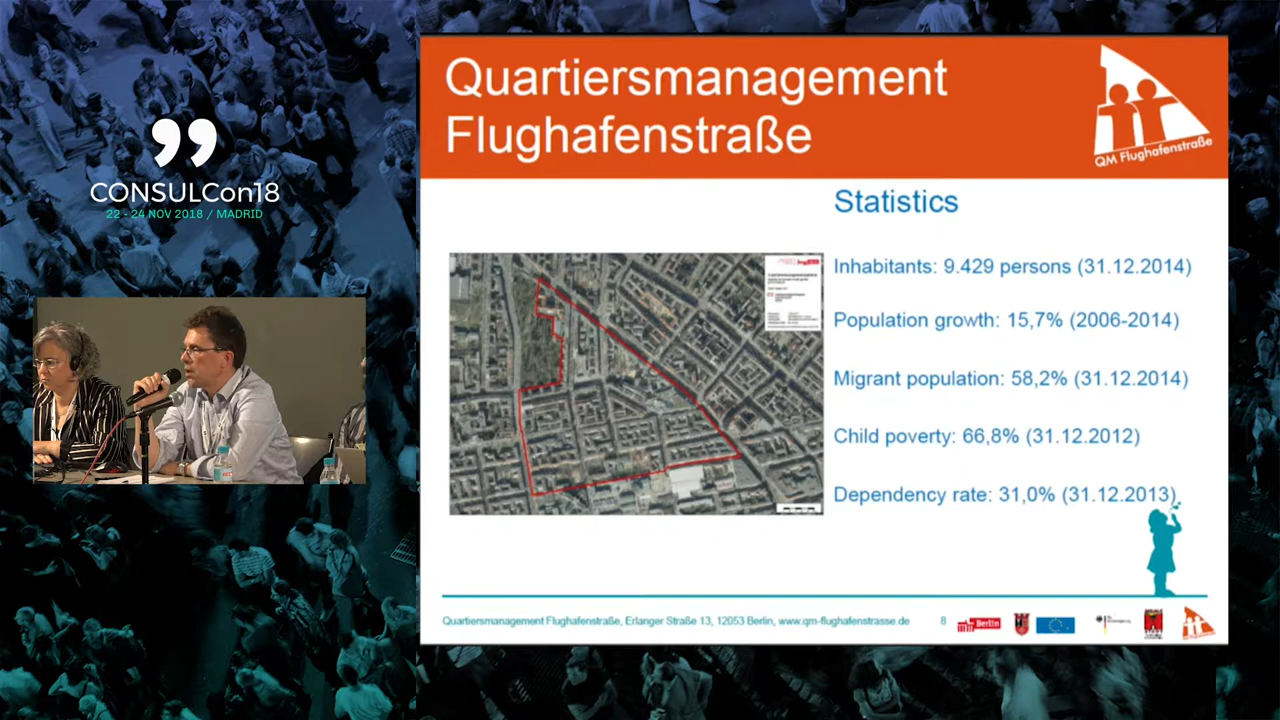 CONSULCon18
22 - 24 NOV 2018 / MADRID
Quartiersmanagement
Flughafenstraße
QM Flughafenstraße
Statistics
Inhabitants: 9.429 persons (31.12.2014)
Population growth: 15,7% (2006-2014)
Migrant population: 58,2% (31.12.2014)
Child poverty: 66,8% (31.12.2012)
Dependency rate: 31,0% (31.12.2013)
Quartiersmanagement Flughafenstraße, Erlanger Straße 13, 12053 Berlin, www.qm-flughafenstrasse.de
8
Berlin